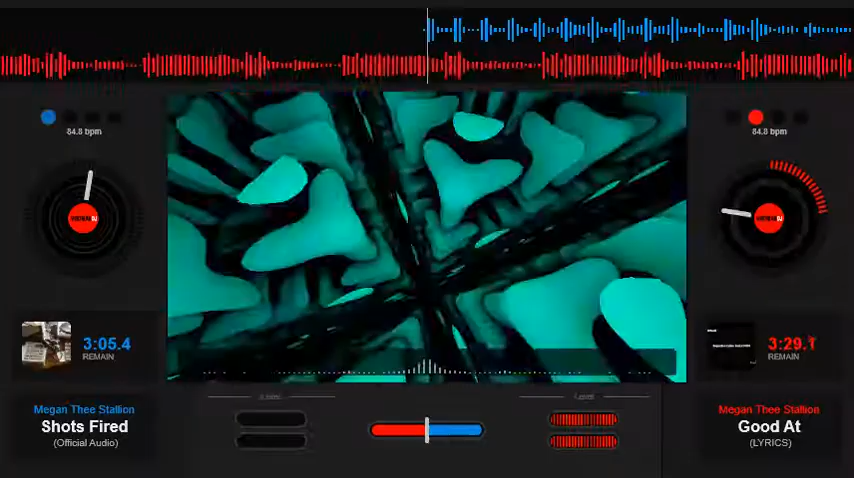 84.8 bpm
84.8 bpm
3:05.4
REMAIN
3:29.1
REMAIN
Megan Thee Stallion
Shots Fired
(Official Audio)
Megan Thee Stallion
Good At
(LYRICS)